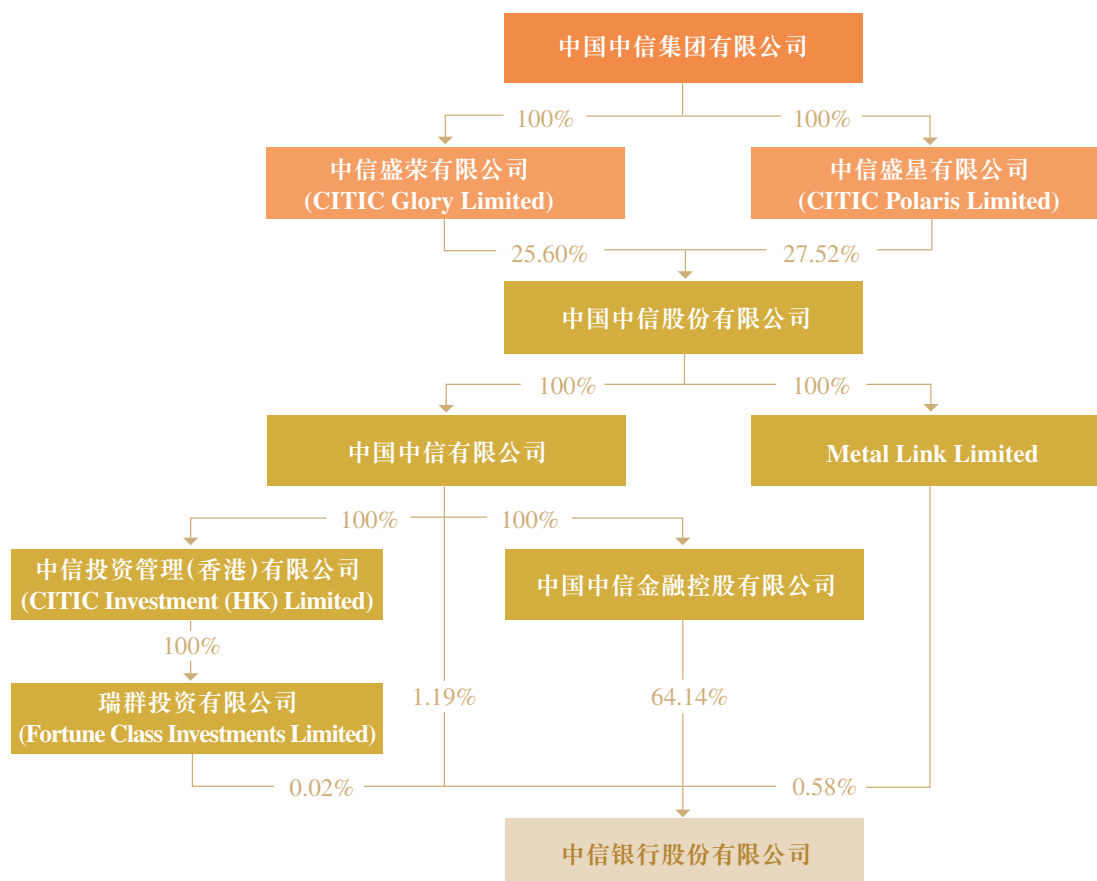 中国中信集团有限公司
100%
100%
中信盛荣有限公司
(CITIC Glory Limited)
中信盛星有限公司
(CITIC Polaris Limited)
25.60%
27.52%
中国中信股份有限公司
100%
100%
中国中信有限公司
Metal Link Limited
100%
100%
中信投资管理(香港)有限公司
(CITIC Investment (HK) Limited)
中国中信金融控股有限公司
100%
瑞群投资有限公司
(Fortune Class Investments Limited)
1.19%
64.14%
0.02%
0.58%
中信银行股份有限公司